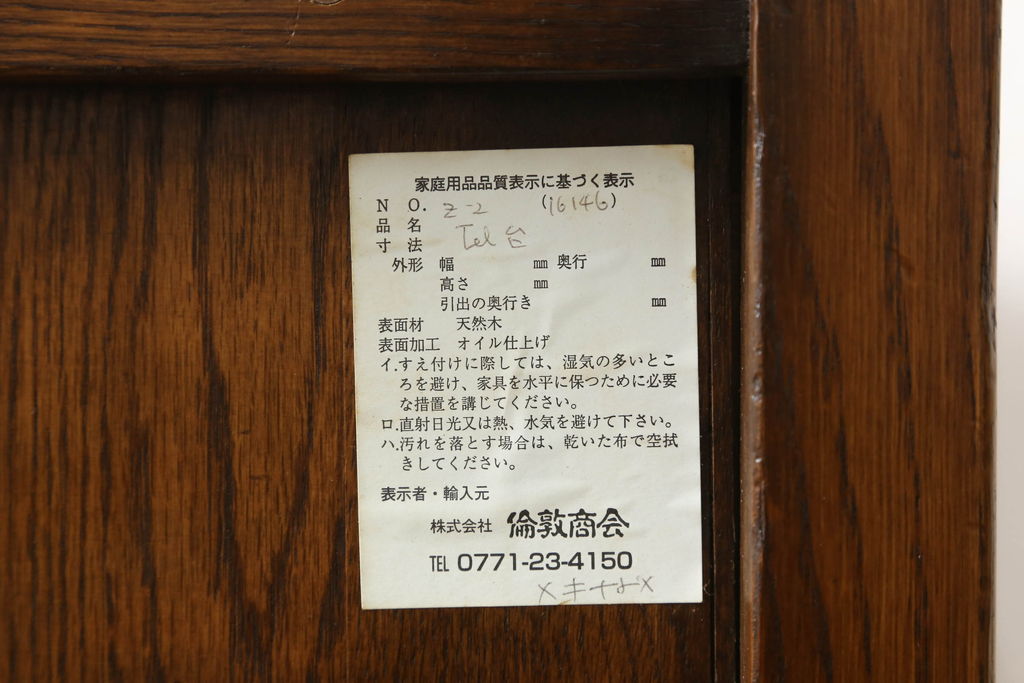 家庭用品品質表示に基づく表示
NO. Z-2 (16146)
品名 Tel台
寸法
外形 幅 mm 奥行 mm
高さ mm
引出の奥行き mm
表面材 天然木
表面加工 オイル仕上げ
イ.すえ付けに際しては、湿気の多いとこ
ろを避け、家具を水平に保つために必要
な措置を講じてください。
ロ.直射日光又は熱、水気を避けて下さい。
ハ.汚れを落とす場合は、乾いた布で空拭
きしてください。
表示者・輸入元
株式会社 倫敦商会
TEL 0771-23-4150